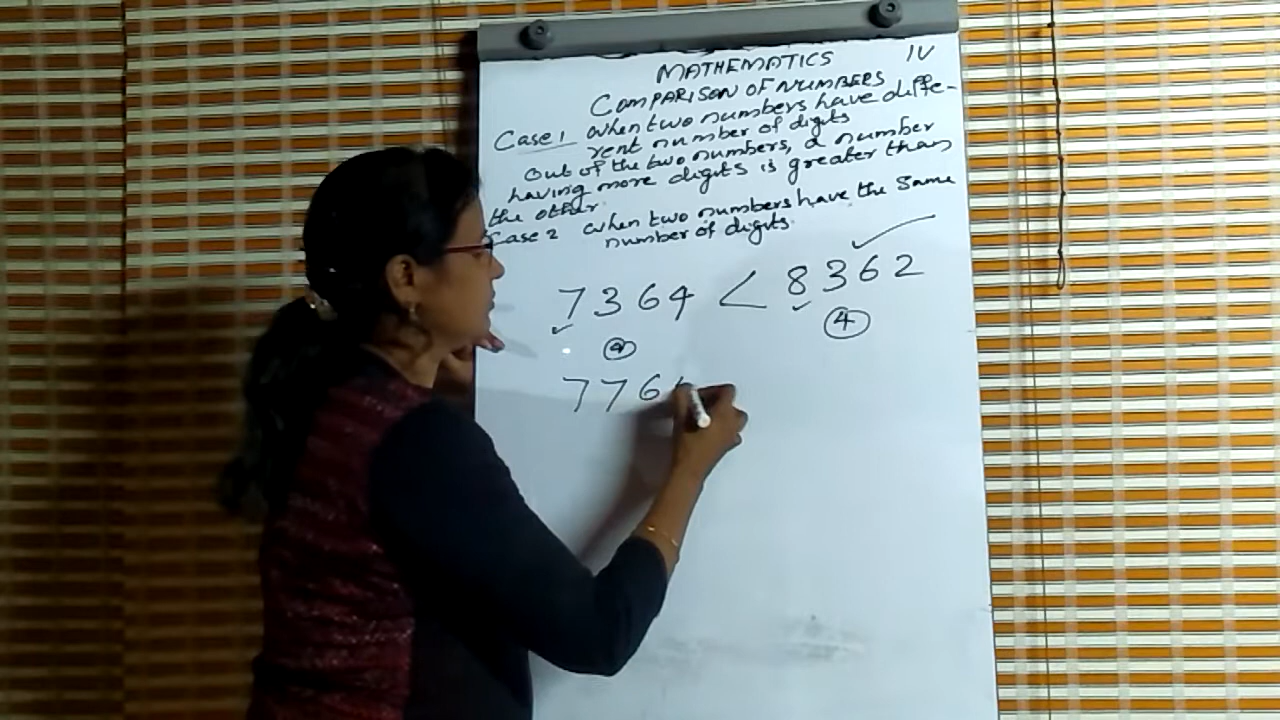 MATHEMATICS IV
COMPARISON OF NUMBERS
Case 1 When two numbers have diffe-
rent number of digits
Out of the two numbers, a number
having more digits is greater than
the other.
Case 2 When two numbers have the same
number of digits.
7364 < 8362
4 4
776